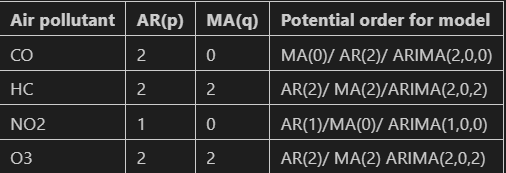 Air pollutant AR(p) MA(q) Potential order for model
CO 2 0 MA(0)/ AR(2)/ ARIMA(2,0,0)
HC 2 2 AR(2)/ MA(2)/ARIMA(2,0,2)
NO2 1 0 AR(1)/MA(0)/ ARIMA(1,0,0)
O3 2 2 AR(2)/ MA(2) ARIMA(2,0,2)